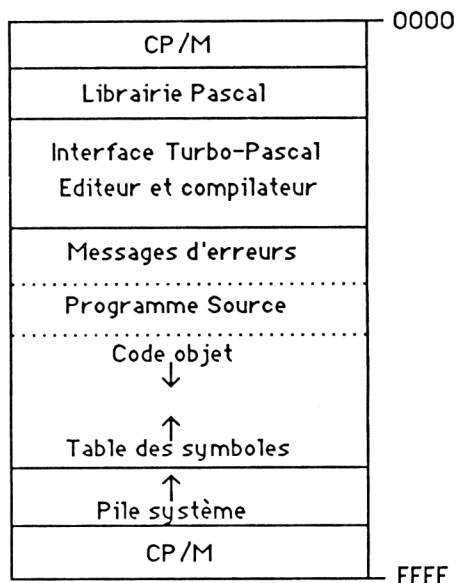 0000
CP/M
Librairie Pascal
Interface Turbo-Pascal
Editeur et compilateur
Messages d'erreurs
Programme Source
Code objet
↓
↑
Table des symboles
↑
Pile système
CP/M
FFFF